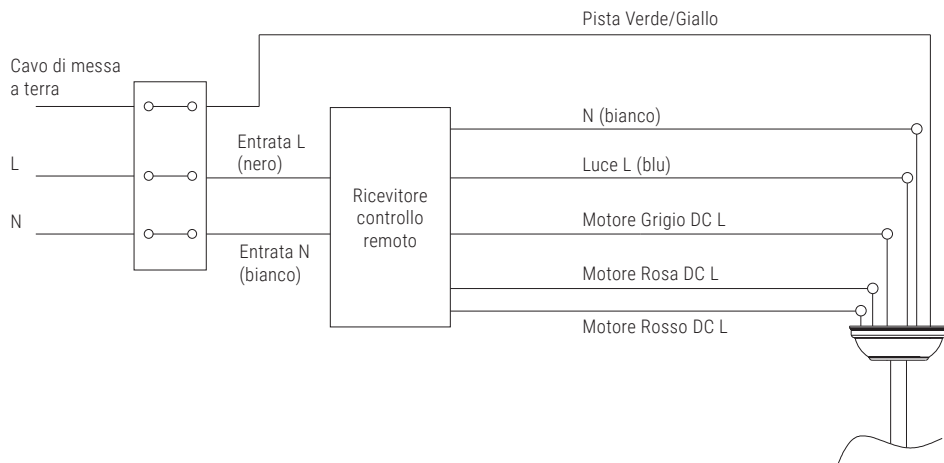 Pista Verde/Giallo
Cavo di messa
a terra
L
N
Entrata L
(nero)
Entrata N
(bianco)
Ricevitore
controllo
remoto
N (bianco)
Luce L (blu)
Motore Grigio DC L
Motore Rosa DC L
Motore Rosso DC L